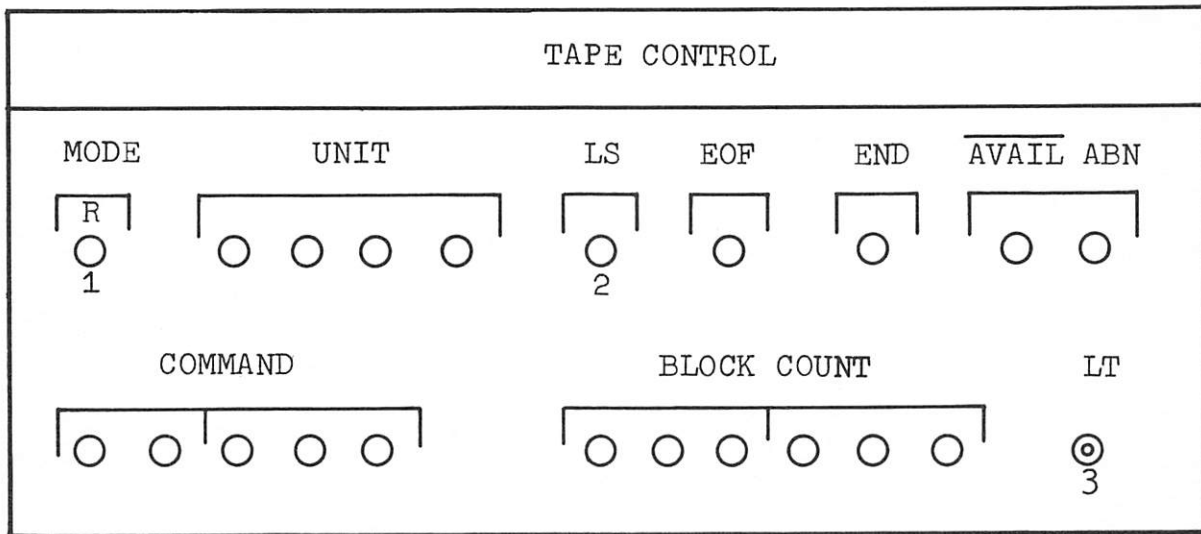 TAPE CONTROL
MODE UNIT LS EOF END AVAIL ABN
R
1 2
COMMAND BLOCK COUNT LT
3